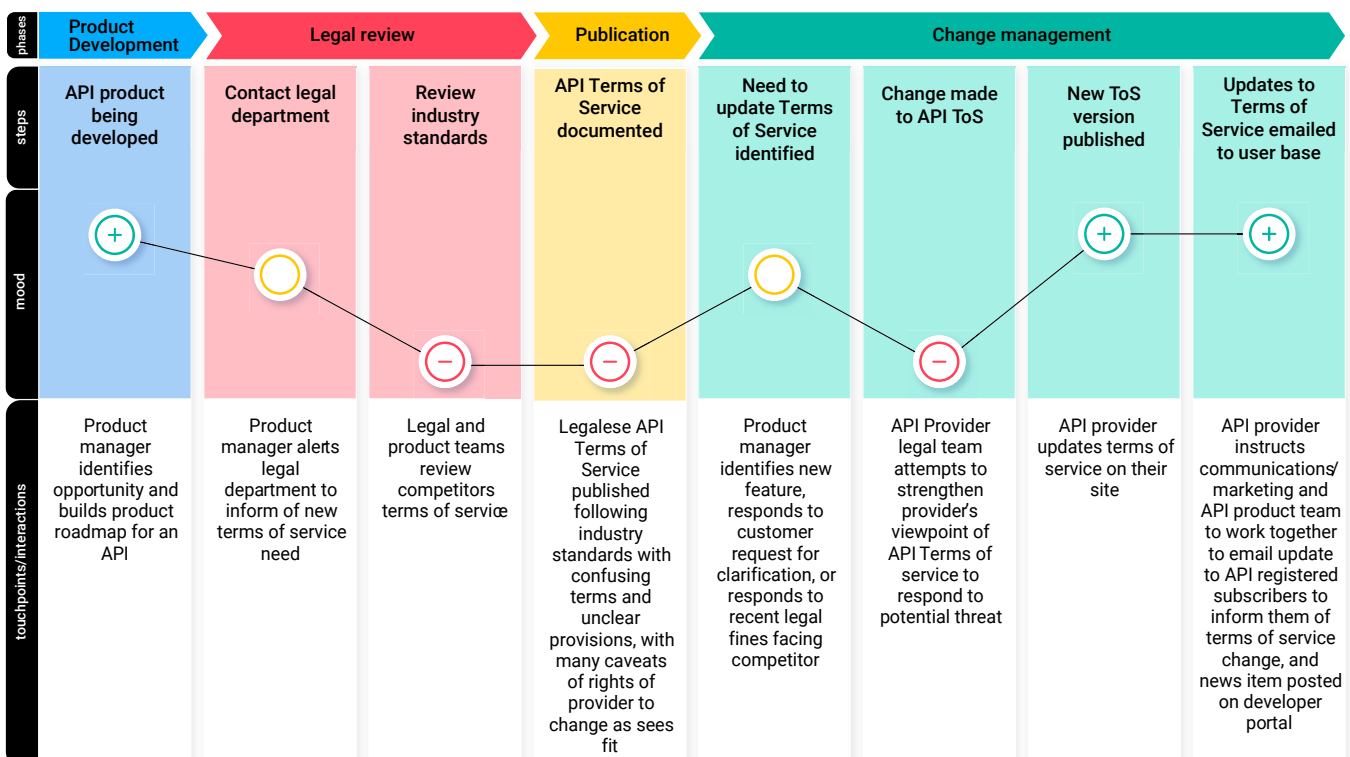 phases
Product
Development
Legal review
Publication
Change management
steps
API product
being
developed
Contact legal
department
Review
industry
standards
API Terms of
Service
documented
Need to
update Terms
of Service
identified
Change made
to API ToS
New ToS
version
published
Updates to
Terms of
Service emailed
to user base
mood
touchpoints/interactions
Product
manager
identifies
opportunity and
builds product
roadmap for an
API
Product
manager alerts
legal
department to
inform of new
terms of service
need
Legal and
product teams
review
competitors
terms of service
Legalese API
Terms of
Service
published
following
industry
standards with
confusing
terms and
unclear
provisions, with
many caveats
of rights of
provider to
change as sees
fit
Product
manager
identifies new
feature,
responds to
customer
request for
clarification, or
responds to
recent legal
fines facing
competitor
API Provider
legal team
attempts to
strengthen
provider's
viewpoint of
API Terms of
service to
respond to
potential threat
API provider
updates terms of
service on their
site
API provider
instructs
communications/
marketing and
API product team
to work together
to email update
to API registered
subscribers to
inform them of
terms of service
change, and
news item posted
on developer
portal